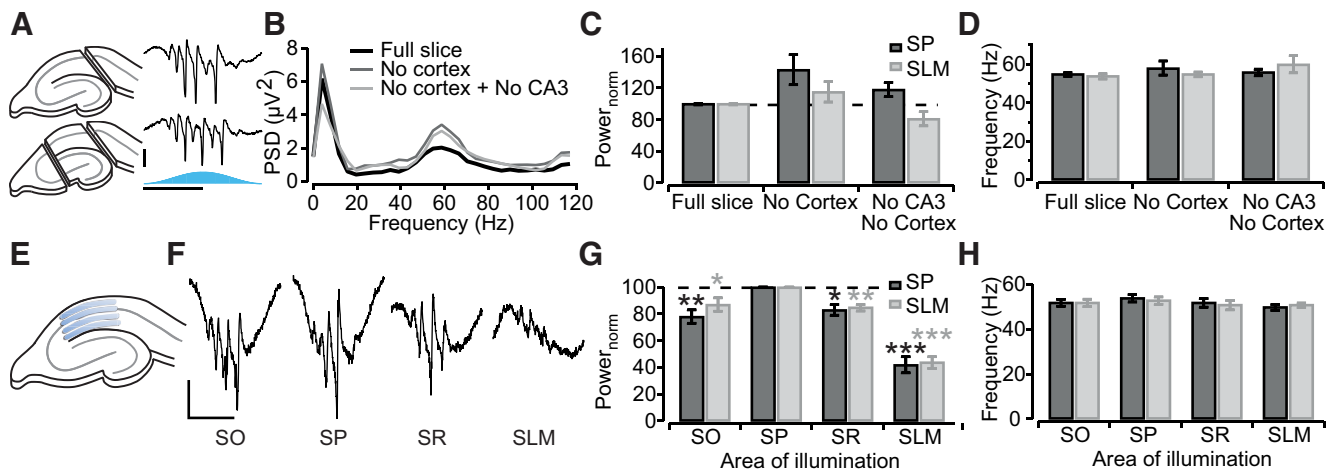 A
B
Full slice
No cortex
No cortex + No CA3
PSD (µV²)
8
6
4
2
0
0 20 40 60 80 100 120
Frequency (Hz)
C
SP
SLM
Power_norm
160
120
80
40
0
Full slice No Cortex No CA3
No Cortex
D
Frequency (Hz)
60
40
20
0
Full slice No Cortex No CA3
No Cortex
E
F
SO SP SR SLM
G
SP
SLM
Power_norm
100
80
60
40
20
0
** * * ** *** ***
SO SP SR SLM
Area of illumination
H
Frequency (Hz)
60
40
20
0
SO SP SR SLM
Area of illumination